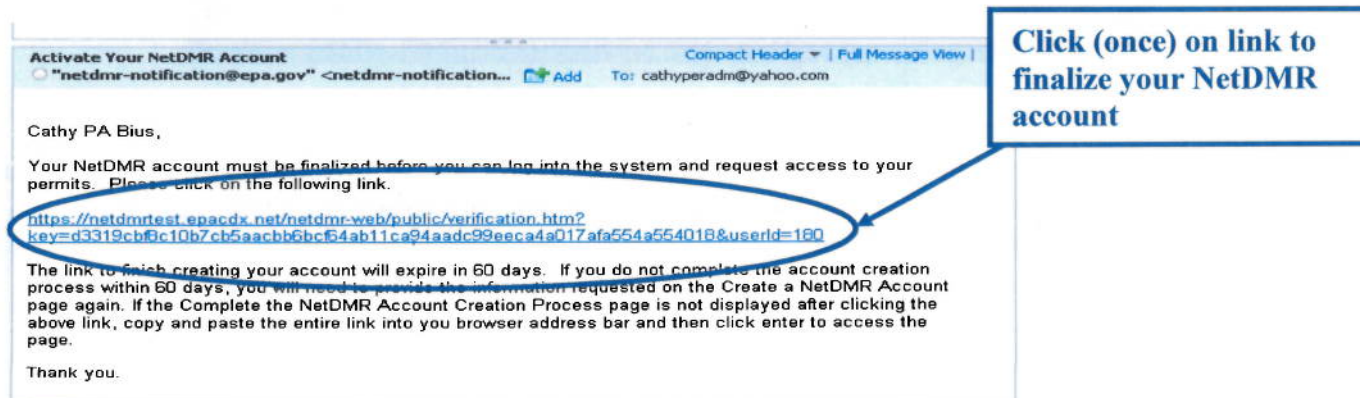 Activate Your NetDMR Account
Compact Header | Full Message View |
"netdmr-notification@epa.gov" <netdmr-notification... Add To: cathyperadm@yahoo.com
Click (once) on link to
finalize your NetDMR
account
Cathy PA Bius,
Your NetDMR account must be finalized before you can log into the system and request access to your
permits. Please click on the following link.
https://netdmrtest.epacdx.net/netdmr-web/public/verification.htm?
key=d3319cbf8c10b7cb5aacbb6bcf64ab11ca94aadc99eeca4a017afa554a554018&userId=180
The link to finish creating your account will expire in 60 days. If you do not complete the account creation
process within 60 days, you will need to provide the information requested on the Create a NetDMR Account
page again. If the Complete the NetDMR Account Creation Process page is not displayed after clicking the
above link, copy and paste the entire link into you browser address bar and then click enter to access the
page.
Thank you.